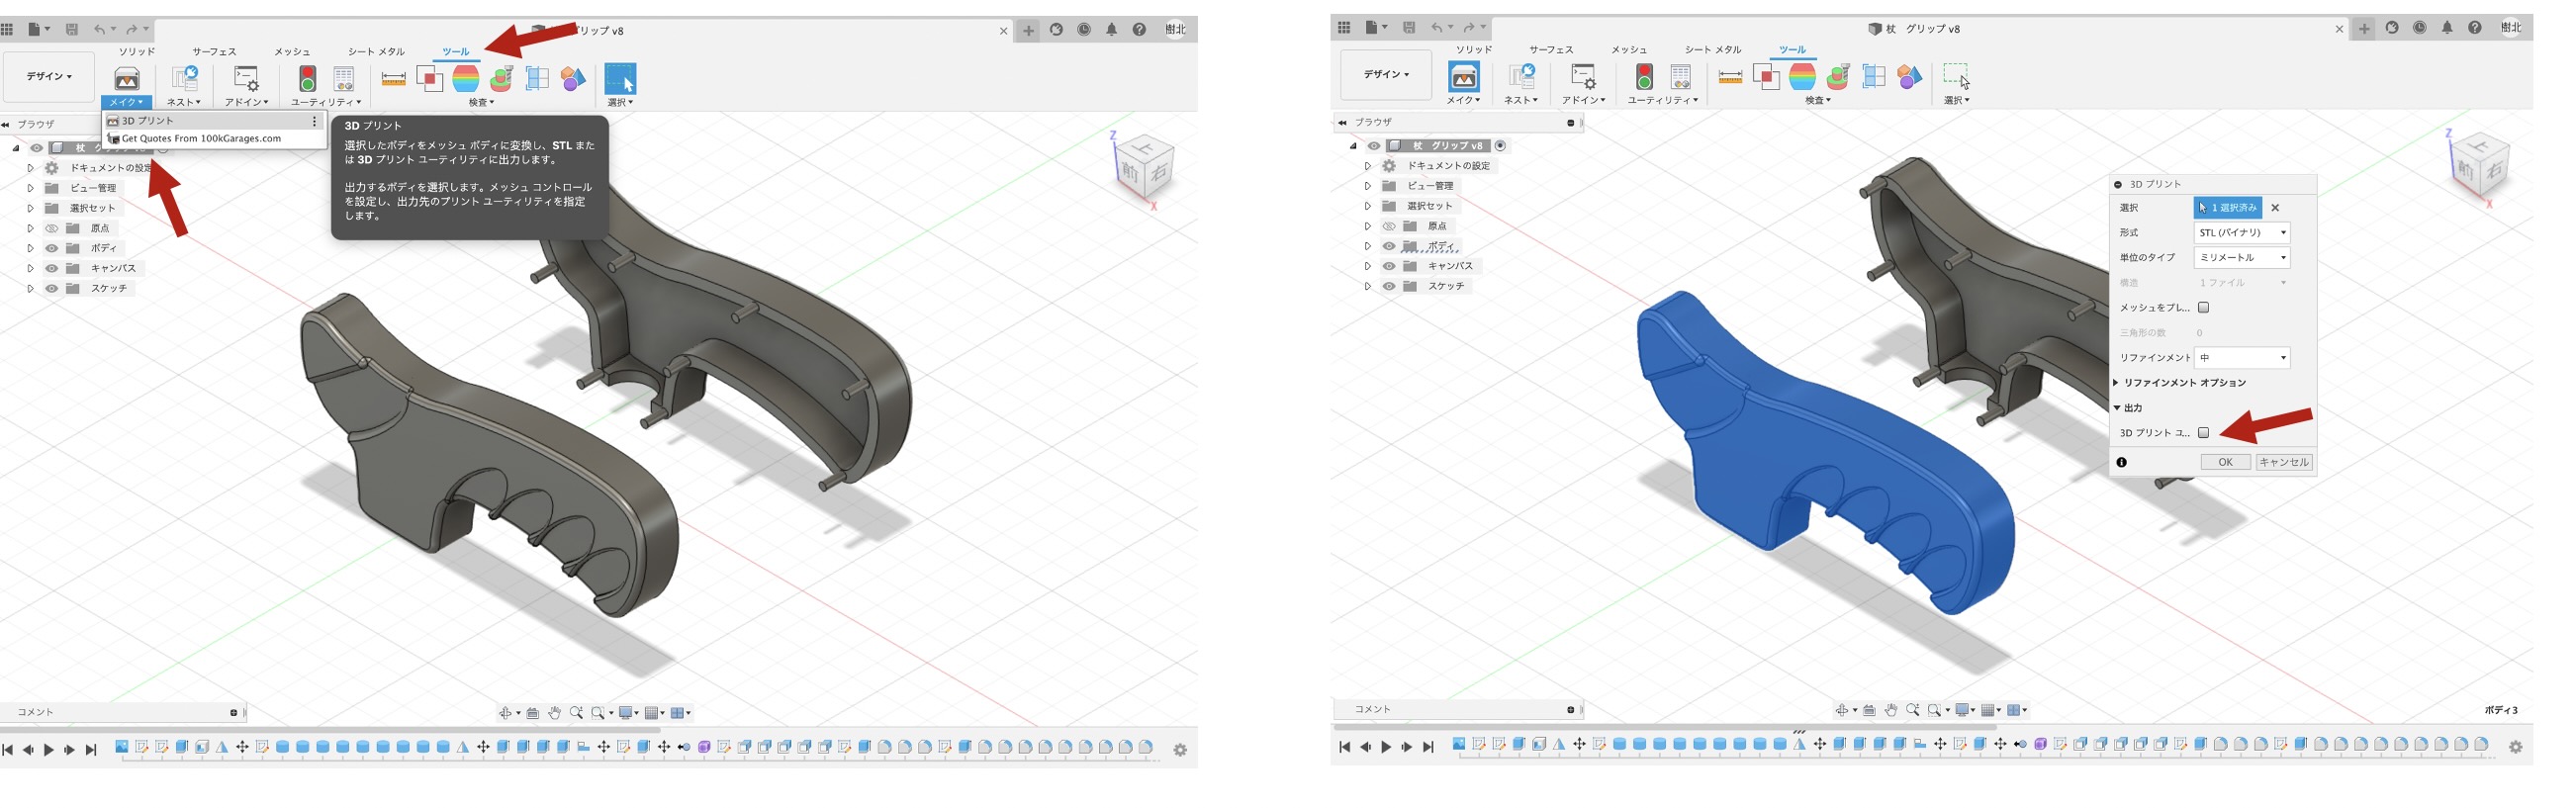 グリップ v8
樹北
ソリッド サーフェス メッシュ シート メタル ツール
デザイン
メイク ネスト アドイン ユーティリティ 検査 選択
3D プリント
Get Quotes From 100kGarages.com
ブラウザ
杖
ドキュメントの設定
ビュー管理
選択セット
原点
ボディ
キャンバス
スケッチ
3D プリント
選択したボディをメッシュ ボディに変換し、STL また
は 3D プリント ユーティリティに出力します。
出力するボディを選択します。メッシュ コントロール
を設定し、出力先のプリント ユーティリティを指定
します。
Z
上
前
右
X
コメント
杖 グリップ v8
樹北
ソリッド サーフェス メッシュ シート メタル ツール
デザイン
メイク ネスト アドイン ユーティリティ 検査 選択
ブラウザ
杖 グリップ v8
ドキュメントの設定
ビュー管理
選択セット
原点
ボディ
キャンバス
スケッチ
Z
上
前
右
X
3D プリント
選択 1 選択済み
形式 STL (バイナリ)
単位のタイプ ミリメートル
構造 1 ファイル
メッシュをプレ...
三角形の数 0
リファインメント 中
リファインメント オプション
出力
3D プリント ユ...
OK キャンセル
コメント
ボディ3